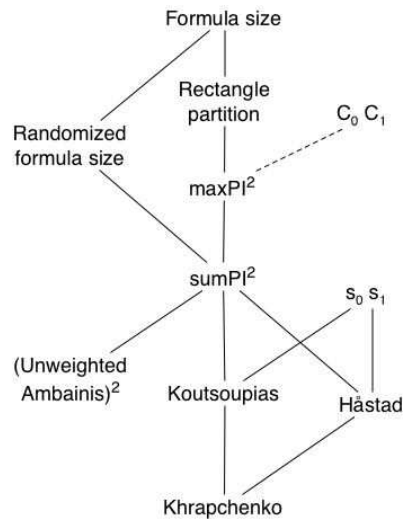 Formula size
Rectangle
partition
C₀ C₁
Randomized
formula size
maxPI²
sumPI²
s₀ s₁
(Unweighted
Ambainis)²
Koutsoupias
Håstad
Khrapchenko